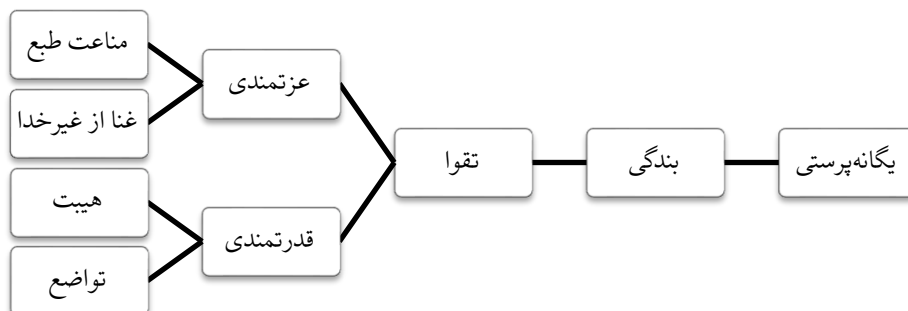 یگانه‌پرستی
بندگی
تقوا
عزتمندی
قدرتمندی
مناعت طبع
غنا از غیرخدا
هیبت
تواضع